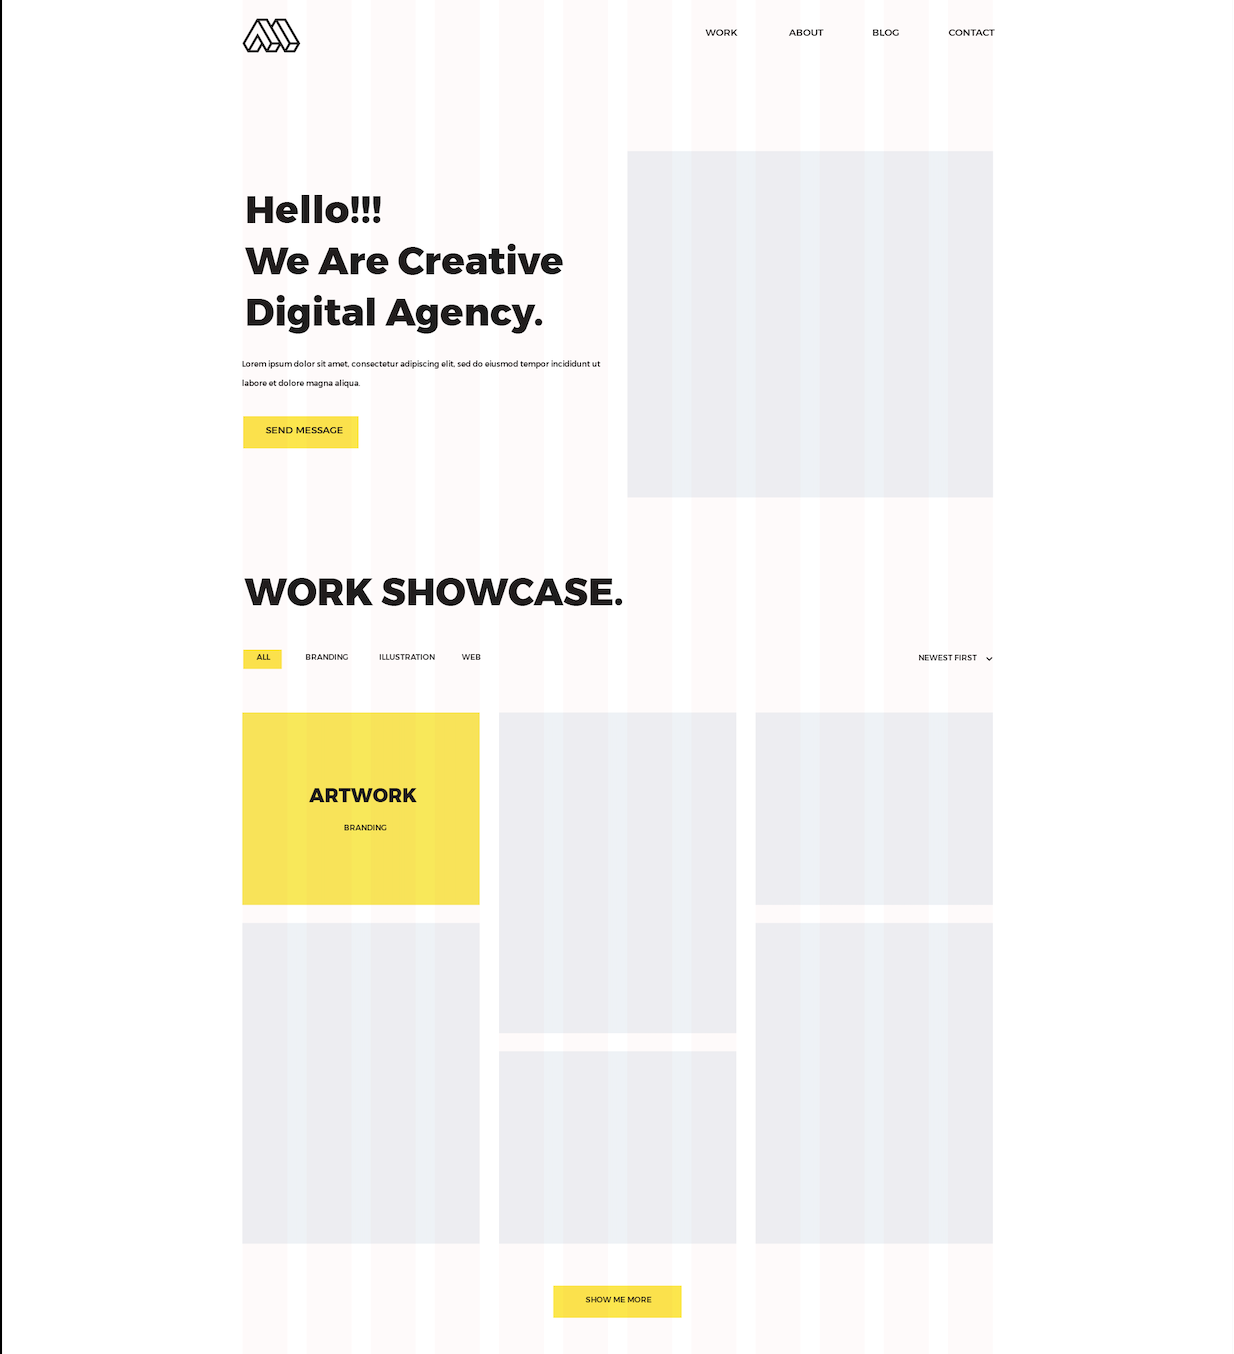 WORK ABOUT BLOG CONTACT
Hello!!!
We Are Creative
Digital Agency.
Lorem ipsum dolor sit amet, consectetur adipiscing elit, sed do eiusmod tempor incididunt ut
labore et dolore magna aliqua.
SEND MESSAGE
WORK SHOWCASE.
ALL BRANDING ILLUSTRATION WEB NEWEST FIRST
ARTWORK
BRANDING
SHOW ME MORE